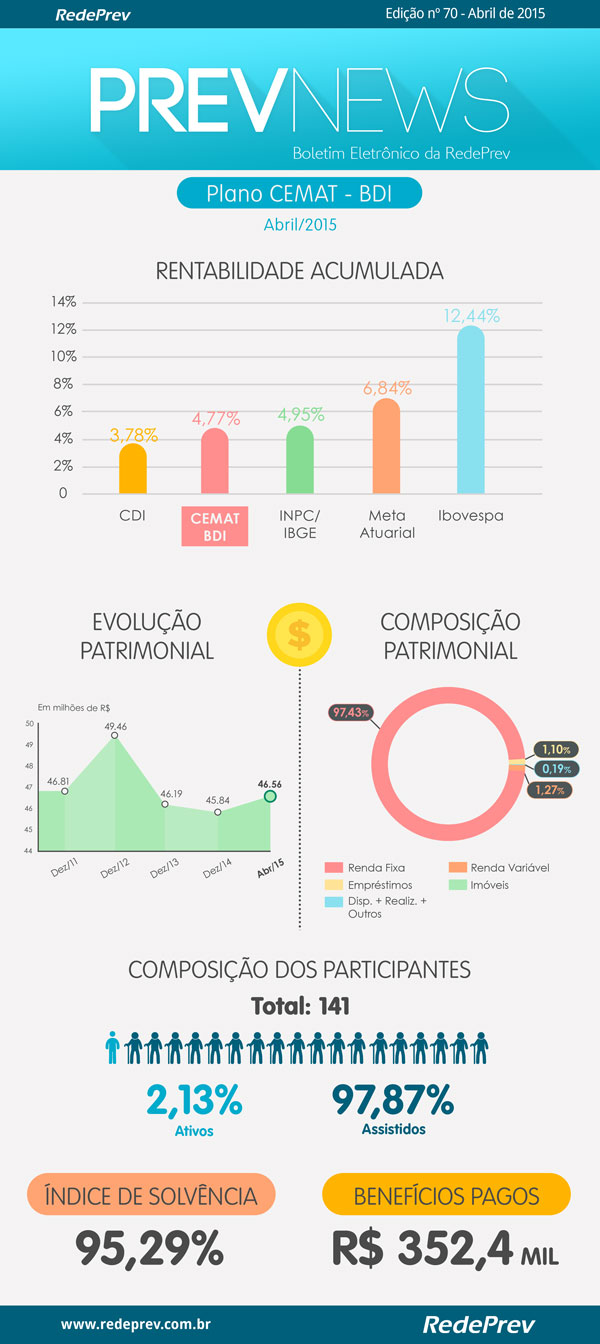 RedePrev
Edição nº 70 - Abril de 2015
PREVNEWS
Boletim Eletrônico da RedePrev
Plano CEMAT - BDI
Abril/2015
RENTABILIDADE ACUMULADA
14%
12%
10%
8%
6%
4%
2%
0
3,78%
4,77%
4,95%
6,84%
12,44%
CDI
CEMAT
BDI
INPC/
IBGE
Meta
Atuarial
Ibovespa
EVOLUÇÃO
PATRIMONIAL
$
COMPOSIÇÃO
PATRIMONIAL
Em milhões de R$
50
49
48
47
46
45
44
46.81
49.46
46.19
45.84
46.56
Dez/11
Dez/12
Dez/13
Dez/14
Abr/15
97,43%
1,10%
0,19%
1,27%
Renda Fixa
Renda Variável
Empréstimos
Imóveis
Disp. + Realiz. +
Outros
COMPOSIÇÃO DOS PARTICIPANTES
Total: 141
2,13%
Ativos
97,87%
Assistidos
ÍNDICE DE SOLVÊNCIA
95,29%
BENEFÍCIOS PAGOS
R$ 352,4 MIL
www.redeprev.com.br
RedePrev